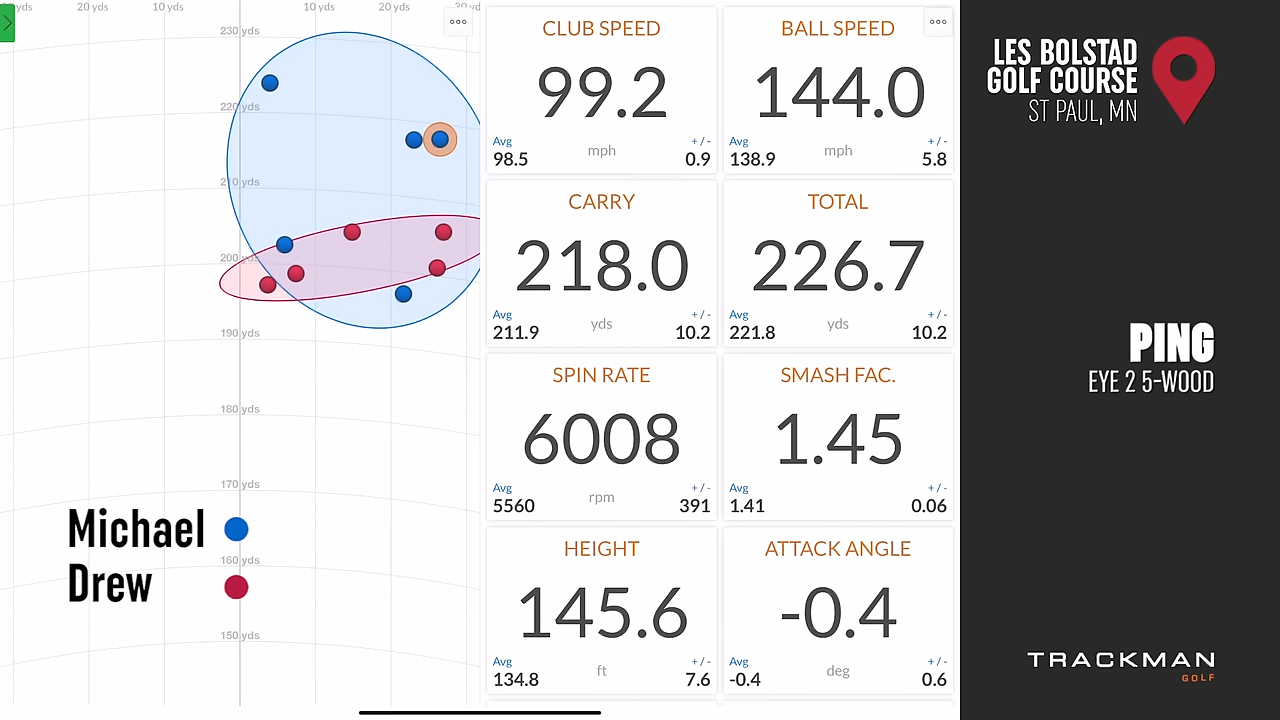 yds
20 yds
10 yds
10 yds
20 yds
230 yds
220 yds
210 yds
200 yds
190 yds
180 yds
170 yds
160 yds
150 yds
Michael
Drew
CLUB SPEED
99.2
Avg
98.5
mph
+ / -
0.9
BALL SPEED
144.0
Avg
138.9
mph
+ / -
5.8
CARRY
218.0
Avg
211.9
yds
+ / -
10.2
TOTAL
226.7
Avg
221.8
yds
+ / -
10.2
SPIN RATE
6008
Avg
5560
rpm
+ / -
391
SMASH FAC.
1.45
Avg
1.41
+ / -
0.06
HEIGHT
145.6
Avg
134.8
ft
+ / -
7.6
ATTACK ANGLE
-0.4
Avg
-0.4
deg
+ / -
0.6
LES BOLSTAD
GOLF COURSE
ST PAUL, MN
PING
EYE 2 5-WOOD
TRACKMAN
GOLF